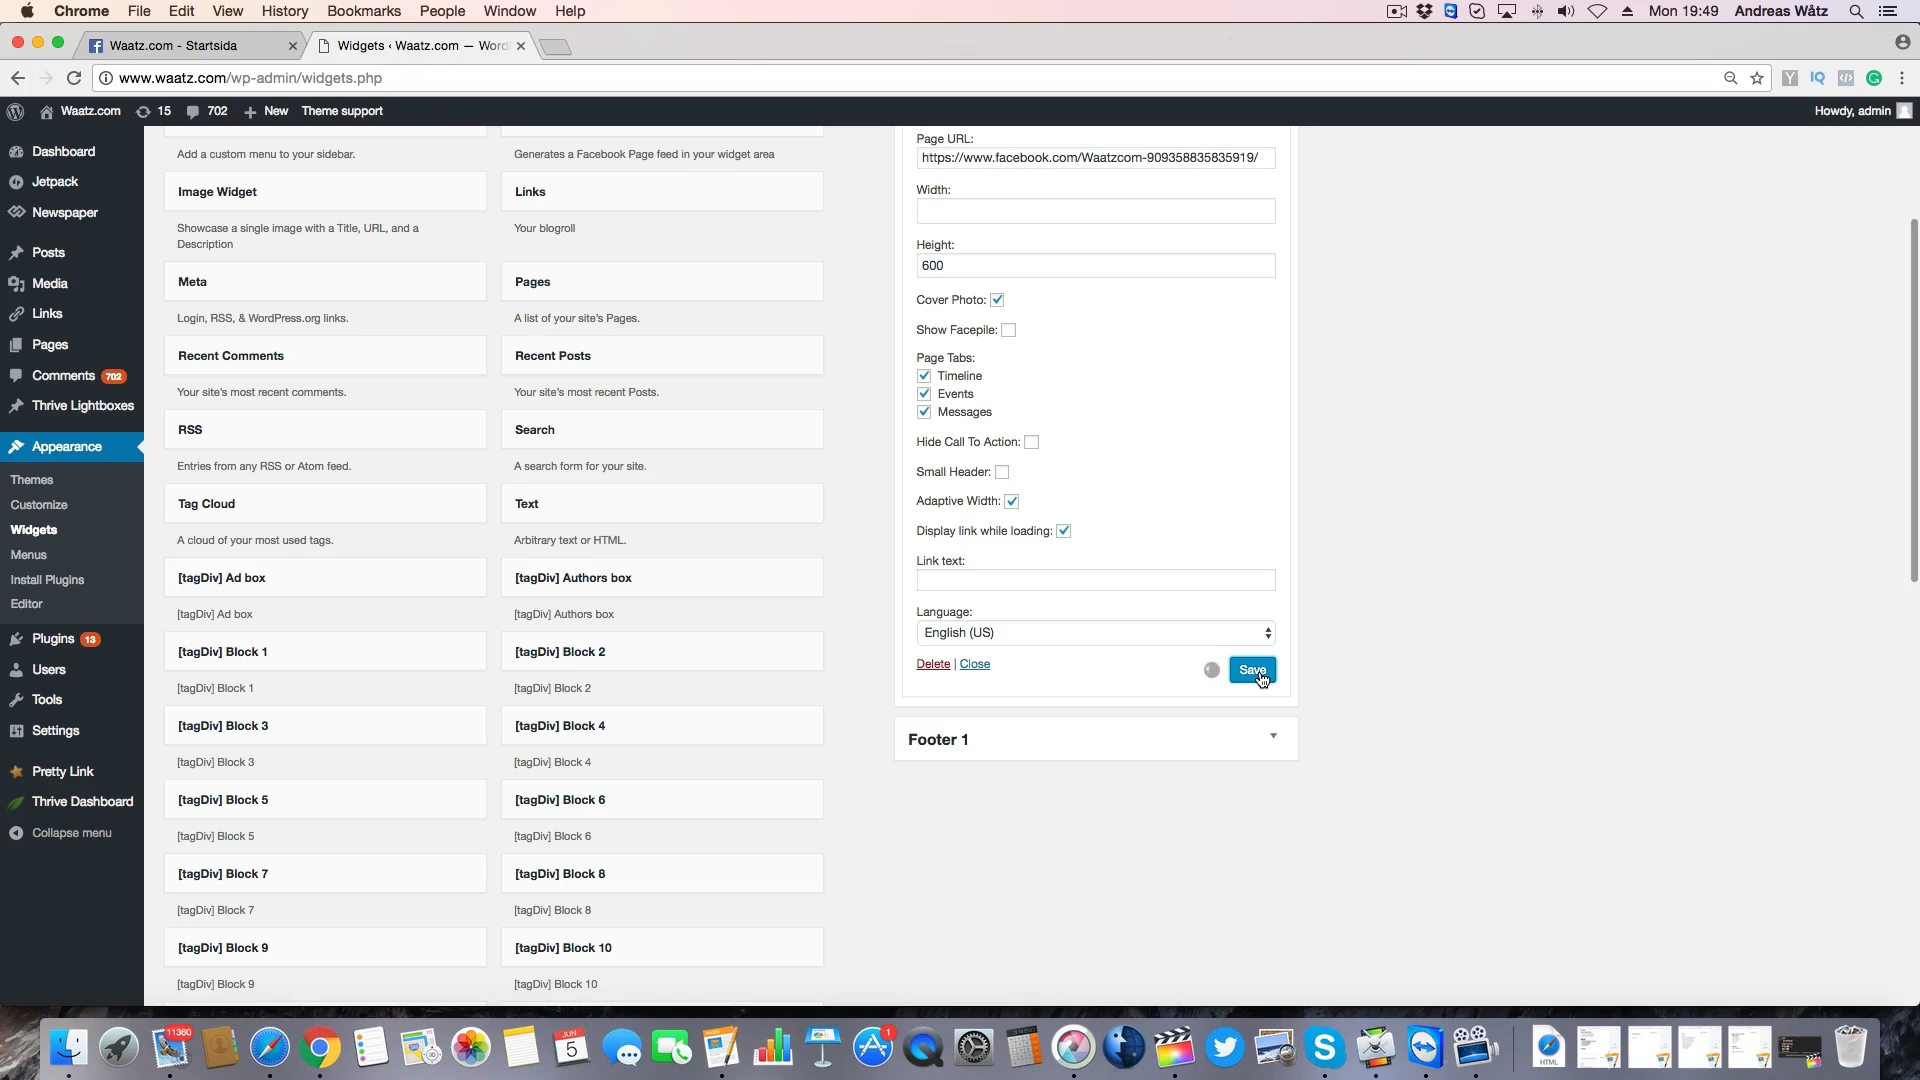 Chrome File Edit View History Bookmarks People Window Help Mon 19:49 Andreas Wåtz
Waatz.com - Startsida
Widgets ‹ Waatz.com — Word
www.waatz.com/wp-admin/widgets.php
Waatz.com 15 702 New Theme support Howdy, admin
Dashboard
Jetpack
Newspaper
Posts
Media
Links
Pages
Comments 702
Thrive Lightboxes
Appearance
Themes
Customize
Widgets
Menus
Install Plugins
Editor
Plugins 13
Users
Tools
Settings
Pretty Link
Thrive Dashboard
Collapse menu
Add a custom menu to your sidebar.
Generates a Facebook Page feed in your widget area
Image Widget
Links
Showcase a single image with a Title, URL, and a
Description
Your blogroll
Meta
Pages
Login, RSS, & WordPress.org links.
A list of your site's Pages.
Recent Comments
Recent Posts
Your site's most recent comments.
Your site's most recent Posts.
RSS
Search
Entries from any RSS or Atom feed.
A search form for your site.
Tag Cloud
Text
A cloud of your most used tags.
Arbitrary text or HTML.
[tagDiv] Ad box
[tagDiv] Authors box
[tagDiv] Ad box
[tagDiv] Authors box
[tagDiv] Block 1
[tagDiv] Block 2
[tagDiv] Block 1
[tagDiv] Block 2
[tagDiv] Block 3
[tagDiv] Block 4
[tagDiv] Block 3
[tagDiv] Block 4
[tagDiv] Block 5
[tagDiv] Block 6
[tagDiv] Block 5
[tagDiv] Block 6
[tagDiv] Block 7
[tagDiv] Block 8
[tagDiv] Block 7
[tagDiv] Block 8
[tagDiv] Block 9
[tagDiv] Block 10
[tagDiv] Block 9
[tagDiv] Block 10
Page URL:
https://www.facebook.com/Waatzcom-909358835835919/
Width:
Height:
600
Cover Photo:
Show Facepile:
Page Tabs:
Timeline
Events
Messages
Hide Call To Action:
Small Header:
Adaptive Width:
Display link while loading:
Link text:
Language:
English (US)
Delete | Close
Save
Footer 1
11360
JUN
5
1
HTML